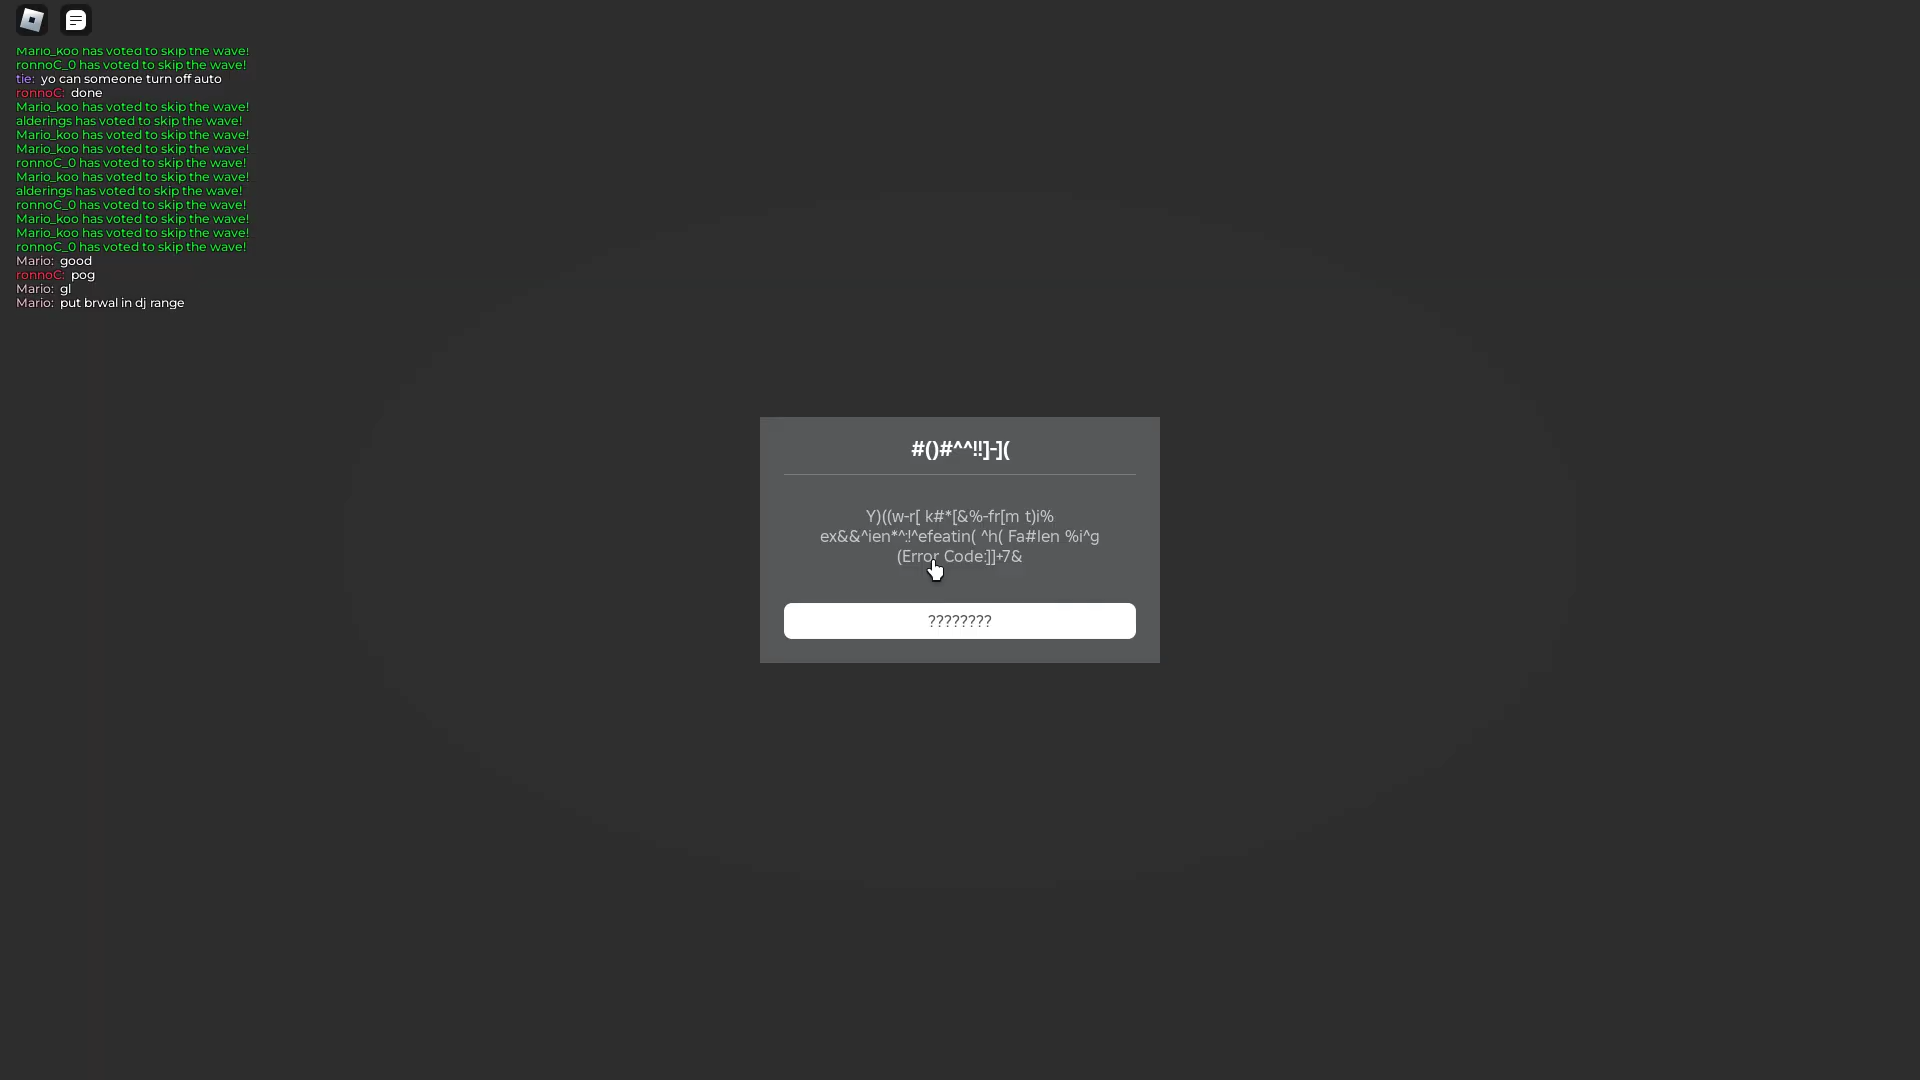 Mario_koo has voted to skip the wave!
ronnoC_0 has voted to skip the wave!
tie: yo can someone turn off auto
ronnoC: done
Mario_koo has voted to skip the wave!
alderings has voted to skip the wave!
Mario_koo has voted to skip the wave!
Mario_koo has voted to skip the wave!
ronnoC_0 has voted to skip the wave!
Mario_koo has voted to skip the wave!
alderings has voted to skip the wave!
ronnoC_0 has voted to skip the wave!
Mario_koo has voted to skip the wave!
Mario_koo has voted to skip the wave!
ronnoC_0 has voted to skip the wave!
Mario: good
ronnoC: pog
Mario: gl
Mario: put brwal in dj range
#()#^^!!]-](
Y)((w-r[ k#*[&%-fr[m t)i%
ex&&^ien*^:!^efeatin( ^h( Fa#len %i^g
(Error Code:]]+7&
????????